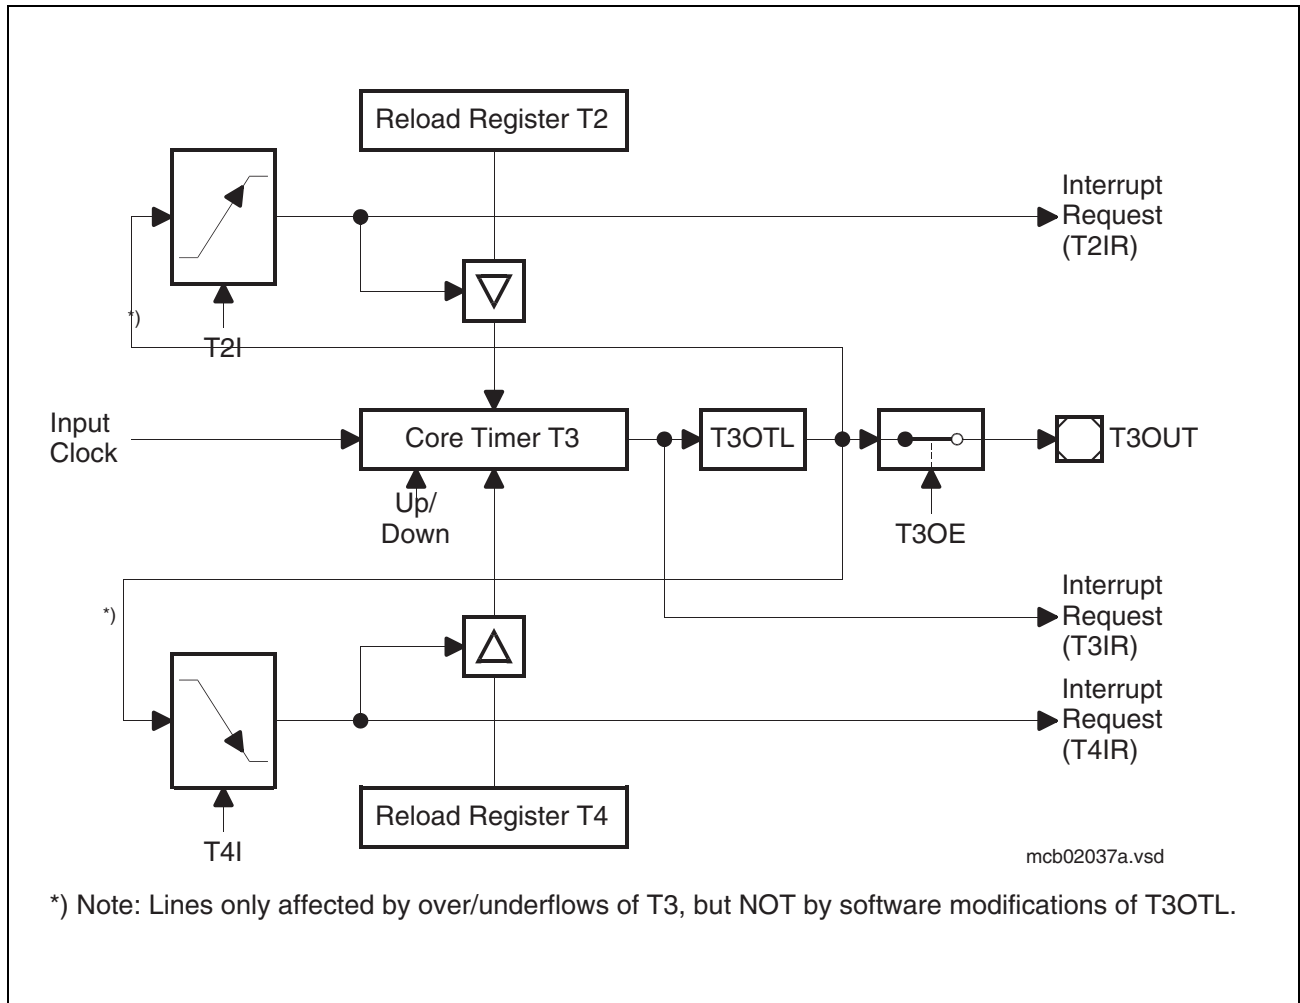 Reload Register T2
Interrupt
Request
(T2IR)
*)
T2I
Input
Clock
Core Timer T3
T3OTL
T3OUT
Up/
Down
T3OE
*)
Interrupt
Request
(T3IR)
Interrupt
Request
(T4IR)
Reload Register T4
T4I
mcb02037a.vsd
*) Note: Lines only affected by over/underflows of T3, but NOT by software modifications of T3OTL.